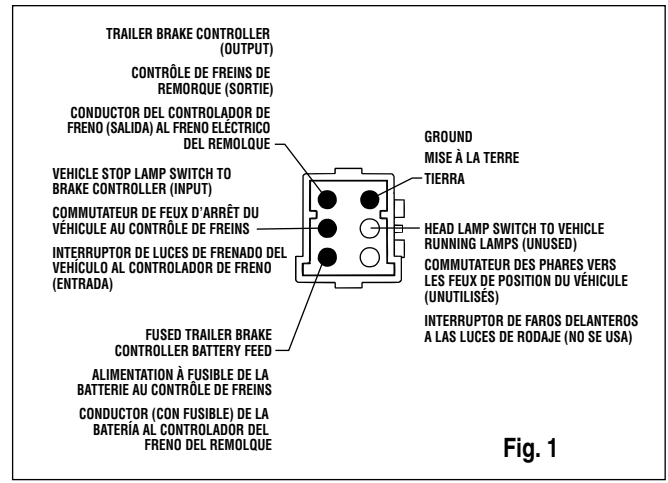 TRAILER BRAKE CONTROLLER
(OUTPUT)
CONTRÔLE DE FREINS DE
REMORQUE (SORTIE)
CONDUCTOR DEL CONTROLADOR DE
FRENO (SALIDA) AL FRENO ELÉCTRICO
DEL REMOLQUE
VEHICLE STOP LAMP SWITCH TO
BRAKE CONTROLLER (INPUT)
COMMUTATEUR DE FEUX D'ARRÊT DU
VÉHICULE AU CONTRÔLE DE FREINS
INTERRUPTOR DE LUCES DE FRENADO DEL
VEHÍCULO AL CONTROLADOR DE FRENO
(ENTRADA)
FUSED TRAILER BRAKE
CONTROLLER BATTERY FEED
ALIMENTATION À FUSIBLE DE LA
BATTERIE AU CONTRÔLE DE FREINS
CONDUCTOR (CON FUSIBLE) DE LA
BATERÍA AL CONTROLADOR DEL
FRENO DEL REMOLQUE
GROUND
MISE À LA TERRE
TIERRA
HEAD LAMP SWITCH TO VEHICLE
RUNNING LAMPS (UNUSED)
COMMUTATEUR DES PHARES VERS
LES FEUX DE POSITION DU VÉHICULE
(UNUTILISÉS)
INTERRUPTOR DE FAROS DELANTEROS
A LAS LUCES DE RODAJE (NO SE USA)
Fig. 1